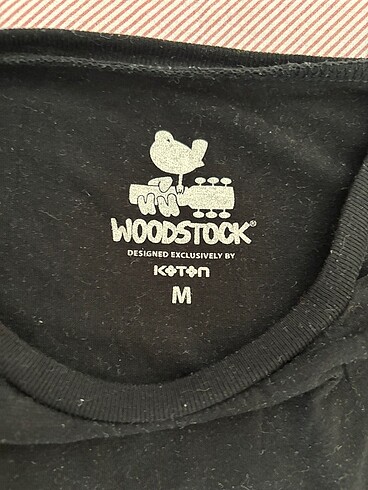 WOODSTOCK®
DESIGNED EXCLUSIVELY BY
KOTON
M